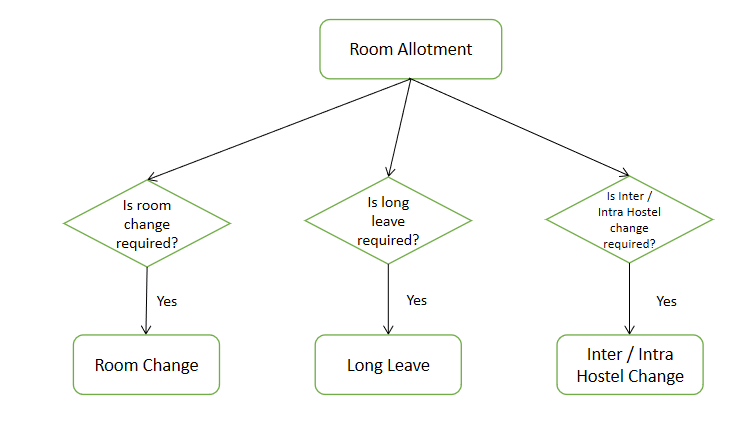 Room Allotment
Is room
change
required?
Is long
leave
required?
Is Inter /
Intra Hostel
change
required?
Yes
Yes
Yes
Room Change
Long Leave
Inter / Intra
Hostel Change